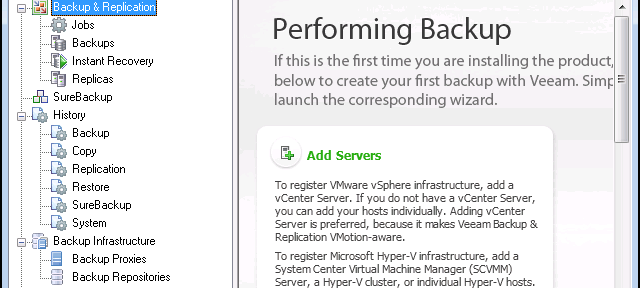 Backup & Replication
Jobs
Backups
Instant Recovery
Replicas
SureBackup
History
Backup
Copy
Replication
Restore
SureBackup
System
Backup Infrastructure
Backup Proxies
Backup Repositories
Performing Backup
If this is the first time you are installing the product,
below to create your first backup with Veeam. Simp
launch the corresponding wizard.
Add Servers
To register VMware vSphere infrastructure, add a
vCenter Server. If you do not have a vCenter Server,
you can add your hosts individually. Adding vCenter
Server is preferred, because it makes Veeam Backup &
Replication VMotion-aware.
To register Microsoft Hyper-V infrastructure, add a
System Center Virtual Machine Manager (SCVMM)
Server, a Hyper-V cluster, or individual Hyper-V hosts.